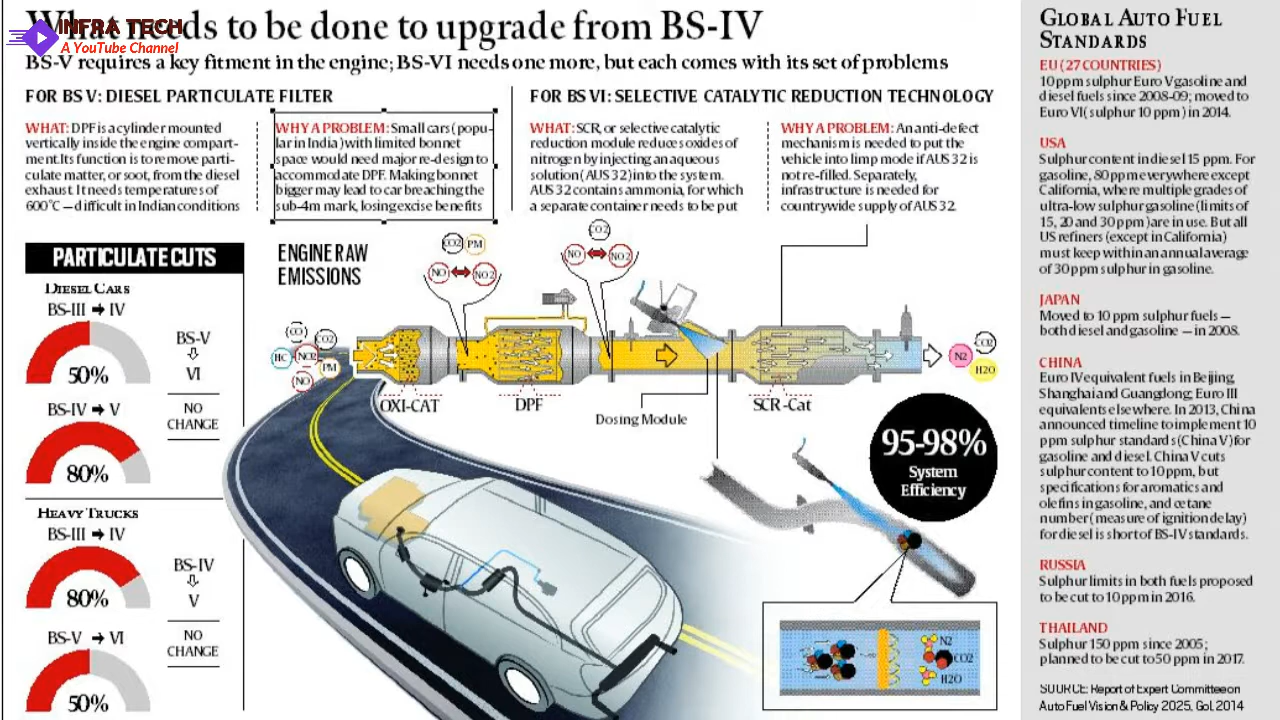 What needs to be done to upgrade from BS-IV
INFRA TECH
A YouTube Channel
BS-V requires a key fitment in the engine; BS-VI needs one more, but each comes with its set of problems
FOR BS V: DIESEL PARTICULATE FILTER
WHAT: DPF is a cylinder mounted
vertically inside the engine compart-
ment.Its function is to remove parti-
culate matter, or soot, from the diesel
exhaust. It needs temperatures of
600°C — difficult in Indian conditions
WHY A PROBLEM: Small cars (popu-
lar in India) with limited bonnet
space would need major re-design to
accommodate DPF. Making bonnet
bigger may lead to car breaching the
sub-4m mark, losing excise benefits
FOR BS VI: SELECTIVE CATALYTIC REDUCTION TECHNOLOGY
WHAT: SCR, or selective catalytic
reduction module reduces oxides of
nitrogen by injecting an aqueous
solution (AUS 32) into the system.
AUS 32 contains ammonia, for which
a separate container needs to be put
WHY A PROBLEM: An anti-defect
mechanism is needed to put the
vehicle into limp mode if AUS 32 is
not re-filled. Separately,
infrastructure is needed for
countrywide supply of AUS 32.
PARTICULATE CUTS
DIESEL CARS
BS-III → IV
50%
BS-IV → V
80%
BS-V
VI
NO
CHANGE
HEAVY TRUCKS
BS-III → IV
80%
BS-V → VI
50%
BS-IV
V
NO
CHANGE
ENGINE RAW
EMISSIONS
CO2 PM
NO NO2
CO2
NO NO2
CO
CO2
HC
NO2
PM
NO
OXI-CAT
DPF
Dosing Module
SCR-Cat
CO2
N2
H2O
95-98%
System
Efficiency
N2
CO2
H2O
GLOBAL AUTO FUEL
STANDARDS
EU (27 COUNTRIES)
10 ppm sulphur Euro V gasoline and
diesel fuels since 2008-09; moved to
Euro VI (sulphur 10 ppm) in 2014.
USA
Sulphur content in diesel 15 ppm. For
gasoline, 80 ppm everywhere except
California, where multiple grades of
ultra-low sulphur gasoline (limits of
15, 20 and 30 ppm) are in use. But all
US refiners (except in California)
must keep within an annual average
of 30 ppm sulphur in gasoline.
JAPAN
Moved to 10 ppm sulphur fuels —
both diesel and gasoline — in 2008.
CHINA
Euro IV equivalent fuels in Beijing,
Shanghai and Guangdong; Euro III
equivalents elsewhere. In 2013, China
announced timeline to implement 10
ppm sulphur standards (China V) for
gasoline and diesel. China V cuts
sulphur content to 10 ppm, but
specifications for aromatics and
olefins in gasoline, and cetane
number (measure of ignition delay)
for diesel is short of BS-IV standards.
RUSSIA
Sulphur limits in both fuels proposed
to be cut to 10 ppm in 2016.
THAILAND
Sulphur 150 ppm since 2005;
planned to be cut to 50 ppm in 2017.
SOURCE: Report of Expert Committee on
Auto Fuel Vision & Policy 2025, GoI, 2014